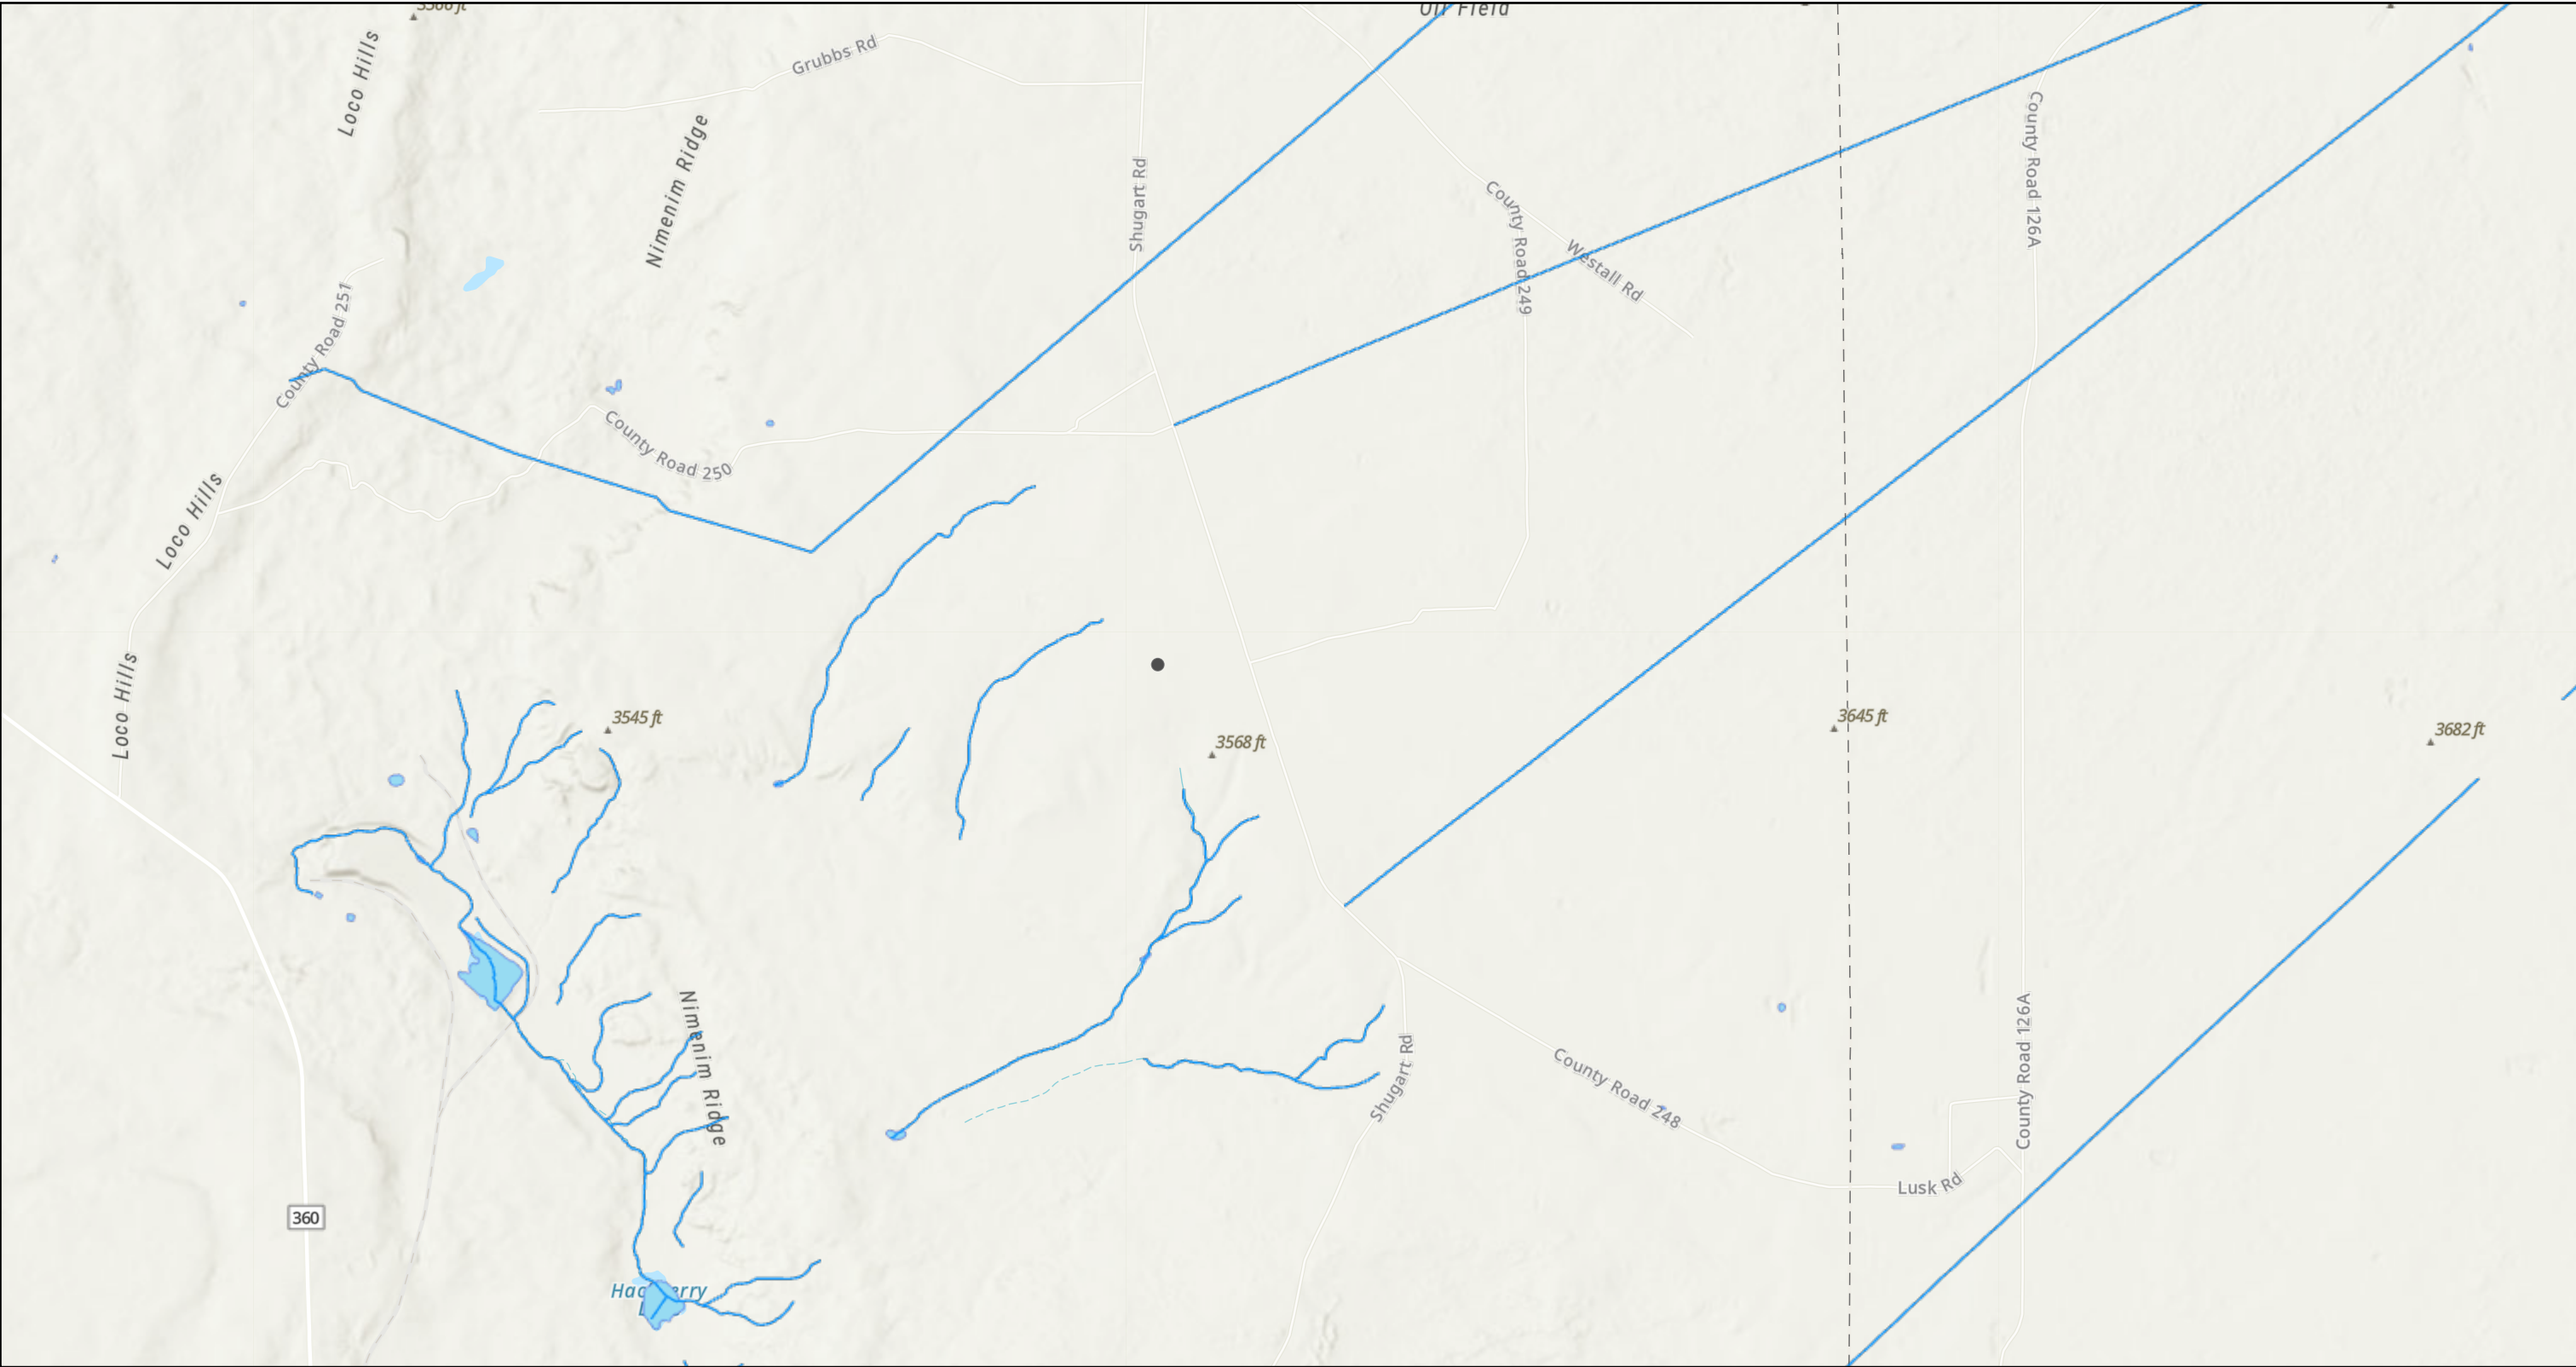 3566 ft
Oil Field
Loco Hills
Grubbs Rd
Nimenim Ridge
Shugart Rd
County Road 126A
County Road 249
Westall Rd
County Road 251
County Road 250
Loco Hills
Loco Hills
3545 ft
3568 ft
3645 ft
3682 ft
Nimenim Ridge
Shugart Rd
County Road 248
County Road 126A
Lusk Rd
360